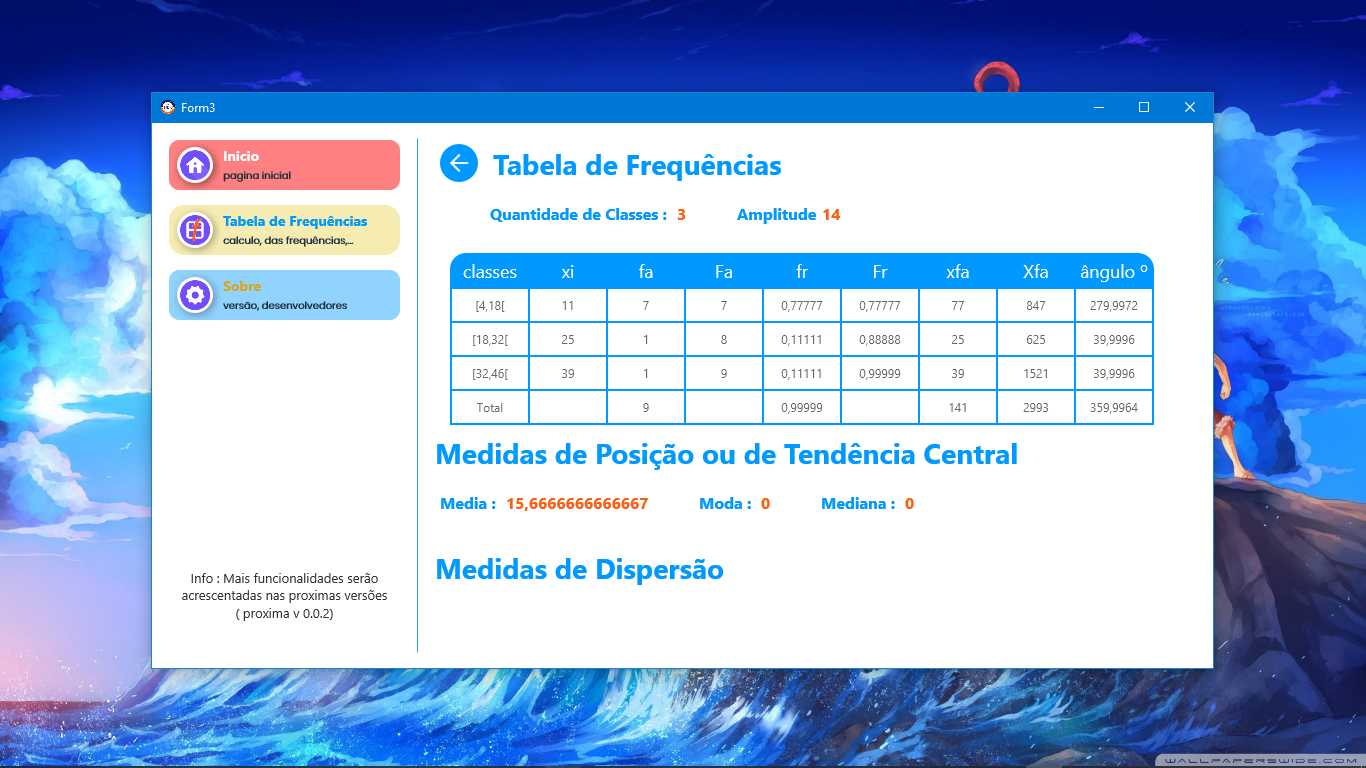 Form3
Inicio
pagina inicial
Tabela de Frequências
calculo, das frequências,...
Sobre
versão, desenvolvedores
Info : Mais funcionalidades serão
acrescentadas nas proximas versões
( proxima v 0.0.2)
Tabela de Frequências
Quantidade de Classes : 3 Amplitude 14
classes xi fa Fa fr Fr xfa Xfa ângulo º
[4,18[ 11 7 7 0,77777 0,77777 77 847 279,9972
[18,32[ 25 1 8 0,11111 0,88888 25 625 39,9996
[32,46[ 39 1 9 0,11111 0,99999 39 1521 39,9996
Total 9 0,99999 141 2993 359,9964
Medidas de Posição ou de Tendência Central
Media : 15,6666666666667 Moda : 0 Mediana : 0
Medidas de Dispersão
WALLPAPERSWIDE.COM